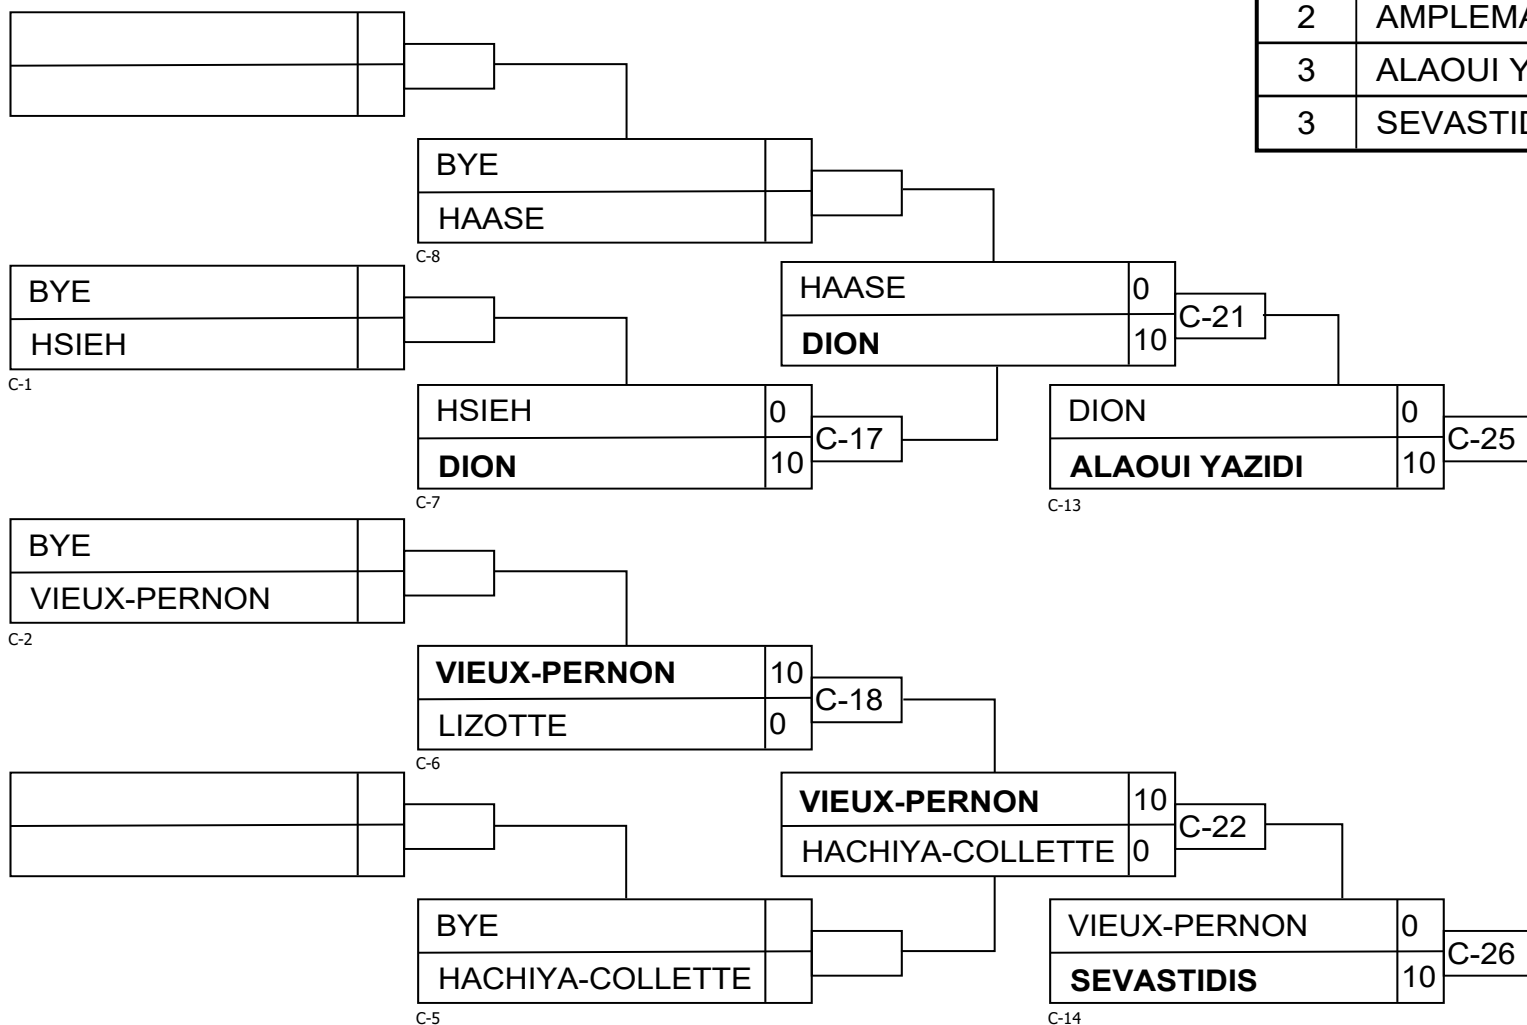 2
3 ALAOUI
3
BYE
HAASE
C-8
BYE
HSIEH
C-1
HAASE 0
DION 10
C-21
HSIEH 0
DION 10
C-17
C-7
DION 0
ALAOUI YAZIDI 10
C-25
C-13
BYE
VIEUX-PERNON
C-2
VIEUX-PERNON 10
LIZOTTE 0
C-18
C-6
VIEUX-PERNON 10
HACHIYA-COLLETTE 0
C-22
BYE
HACHIYA-COLLETTE
C-5
VIEUX-PERNON 0
SEVASTIDIS 10
C-26
C-14